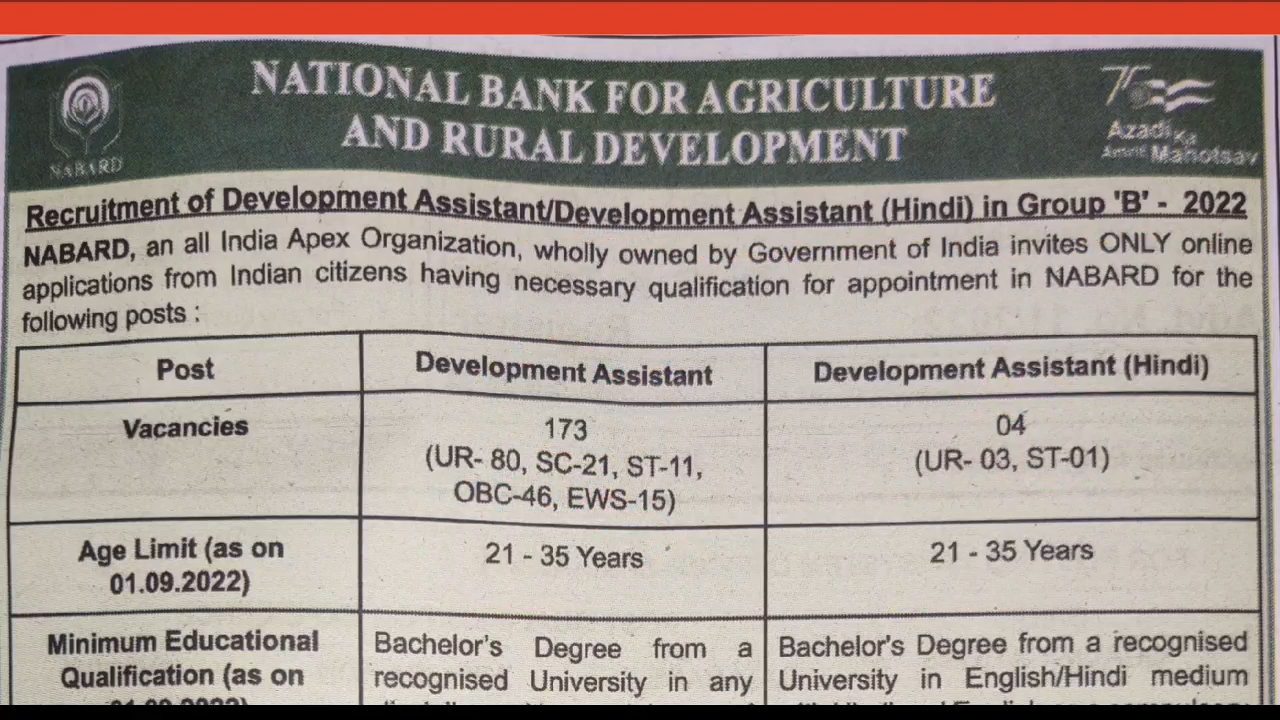 NATIONAL BANK FOR AGRICULTURE
AND RURAL DEVELOPMENT
NABARD
75
Azadi Ka
Amrit Mahotsav
Recruitment of Development Assistant/Development Assistant (Hindi) in Group 'B' - 2022
NABARD, an all India Apex Organization, wholly owned by Government of India invites ONLY online
applications from Indian citizens having necessary qualification for appointment in NABARD for the
following posts :
Post
Development Assistant
Development Assistant (Hindi)
Vacancies
173
(UR- 80, SC-21, ST-11,
OBC-46, EWS-15)
04
(UR- 03, ST-01)
Age Limit (as on
01.09.2022)
21 - 35 Years
21 - 35 Years
Minimum Educational
Qualification (as on
Bachelor's Degree from a
recognised University in any
Bachelor's Degree from a recognised
University in English/Hindi medium